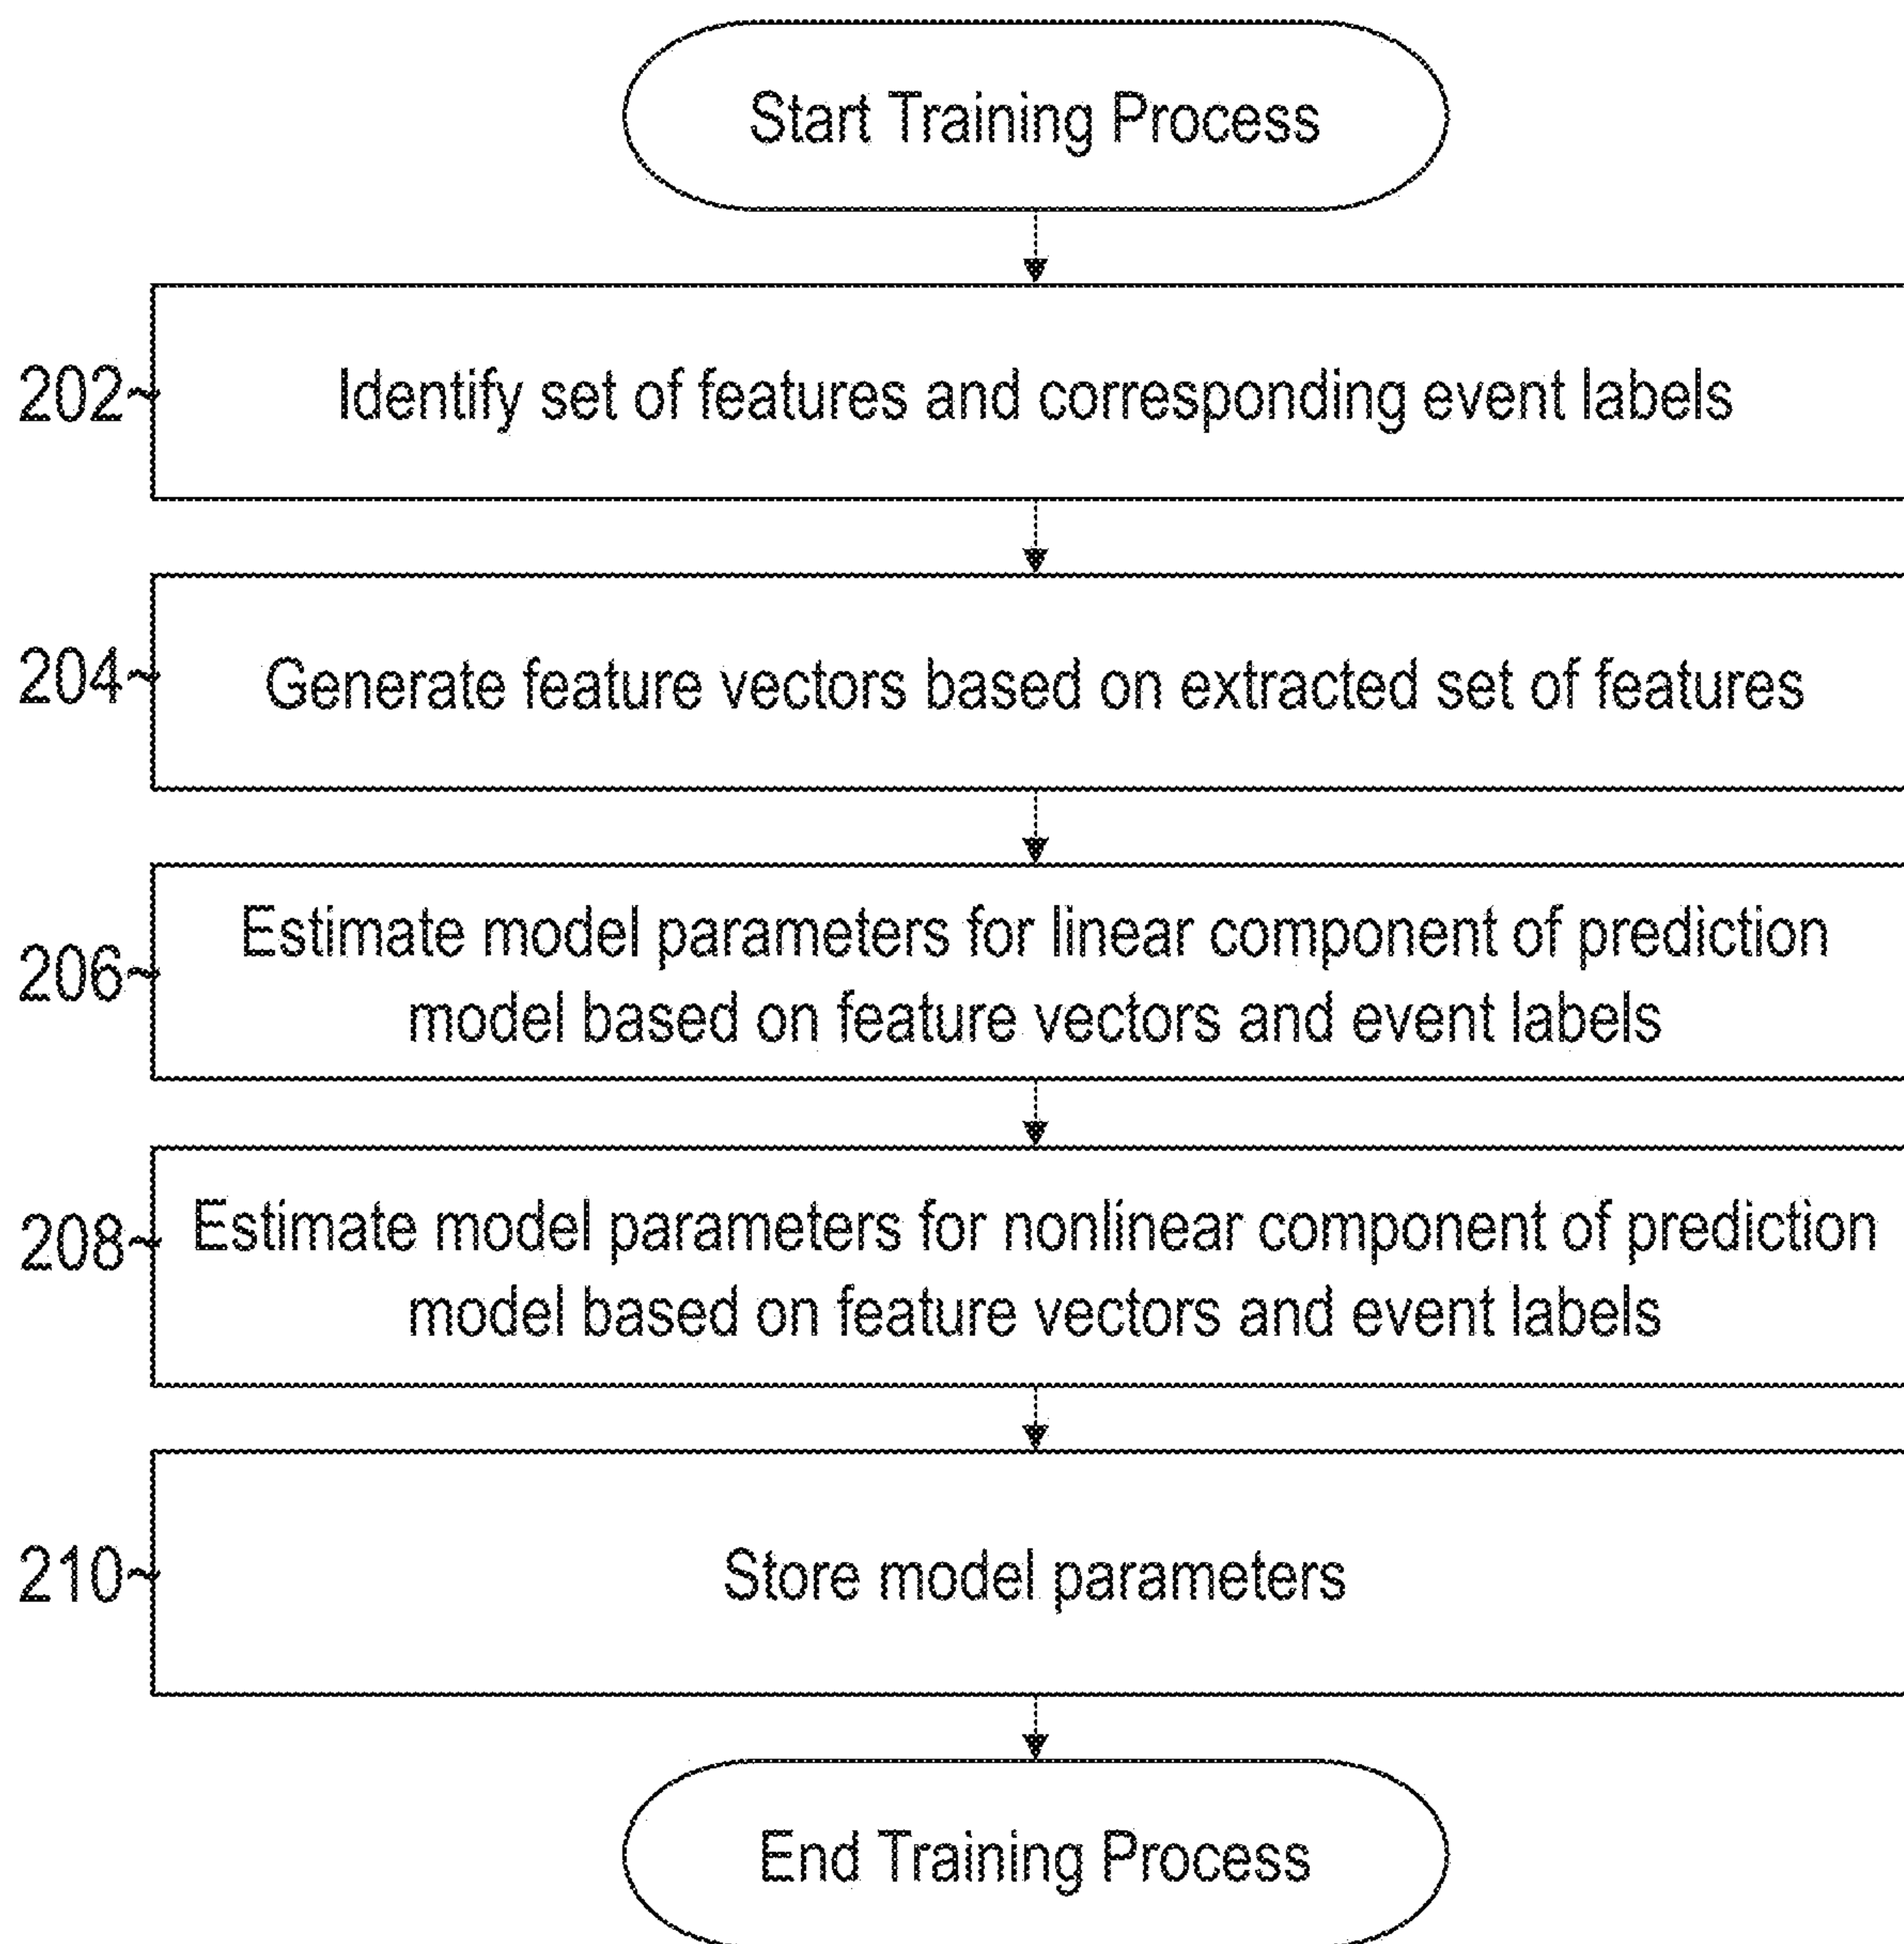 Start Training Process
202
Identify set of features and corresponding event labels
204
Generate feature vectors based on extracted set of features
206
Estimate model parameters for linear component of prediction
model based on feature vectors and event labels
208
Estimate model parameters for nonlinear component of prediction
model based on feature vectors and event labels
210
Store model parameters
End Training Process